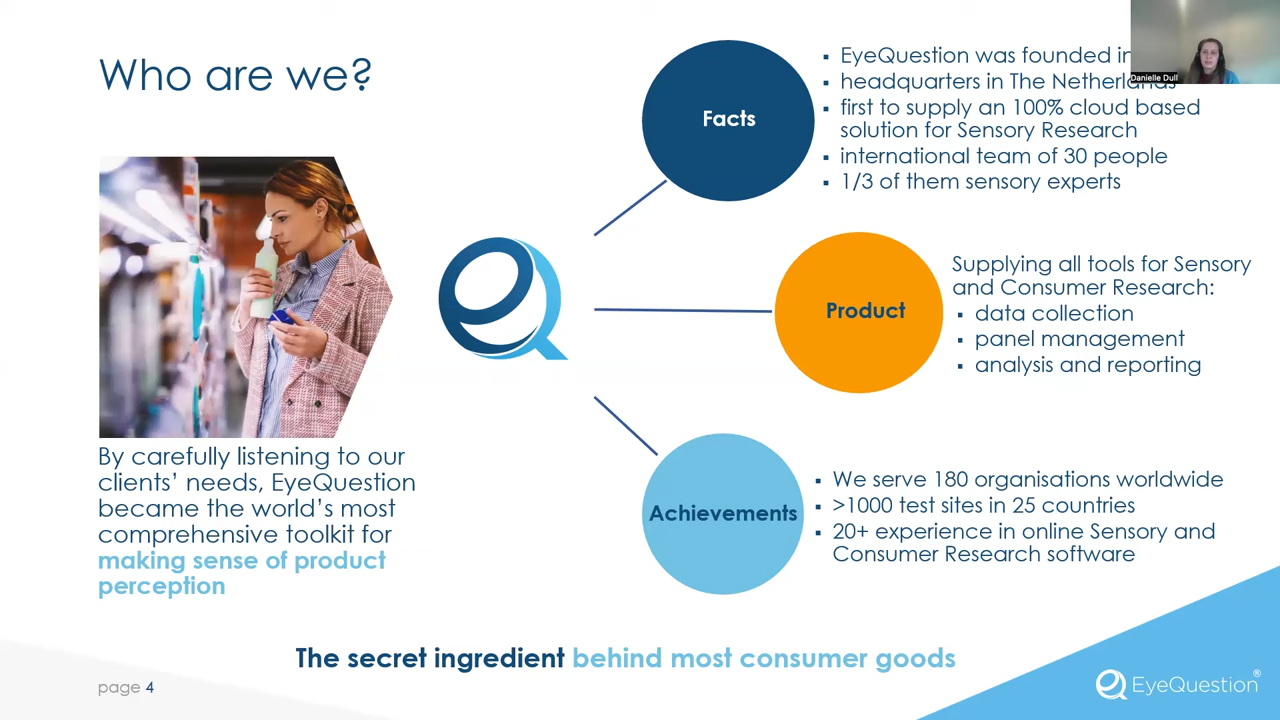 Who are we?
Facts
EyeQuestion was founded in
headquarters in The Netherlands
first to supply an 100% cloud based
solution for Sensory Research
international team of 30 people
1/3 of them sensory experts
Danielle Dull
Product
Supplying all tools for Sensory
and Consumer Research:
data collection
panel management
analysis and reporting
By carefully listening to our
clients’ needs, EyeQuestion
became the world’s most
comprehensive toolkit for
making sense of product
perception
Achievements
We serve 180 organisations worldwide
>1000 test sites in 25 countries
20+ experience in online Sensory and
Consumer Research software
The secret ingredient behind most consumer goods
page 4
EyeQuestion®